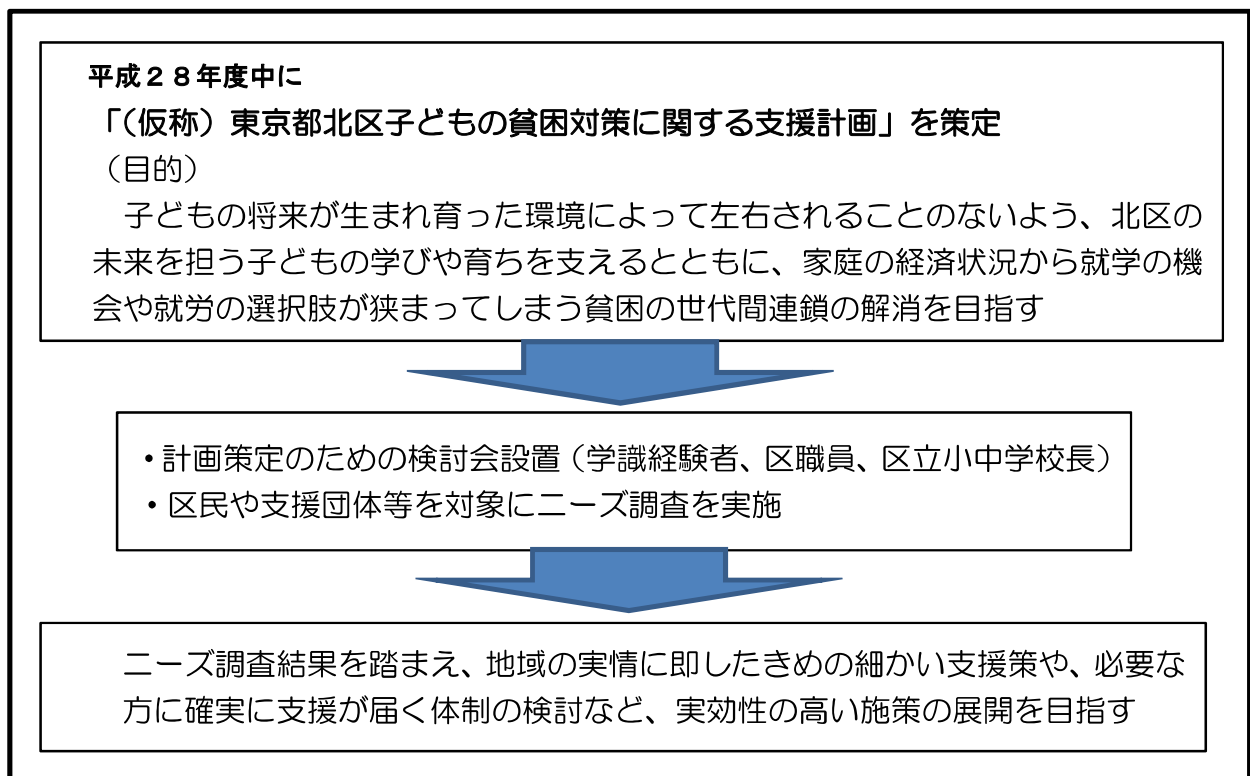 平成２８年度中に
「（仮称）東京都北区子どもの貧困対策に関する支援計画」を策定
（目的）
子どもの将来が生まれ育った環境によって左右されることのないよう、北区の
未来を担う子どもの学びや育ちを支えるとともに、家庭の経済状況から就学の機
会や就労の選択肢が狭まってしまう貧困の世代間連鎖の解消を目指す
・計画策定のための検討会設置（学識経験者、区職員、区立小中学校長）
・区民や支援団体等を対象にニーズ調査を実施
ニーズ調査結果を踏まえ、地域の実情に即したきめの細かい支援策や、必要な
方に確実に支援が届く体制の検討など、実効性の高い施策の展開を目指す